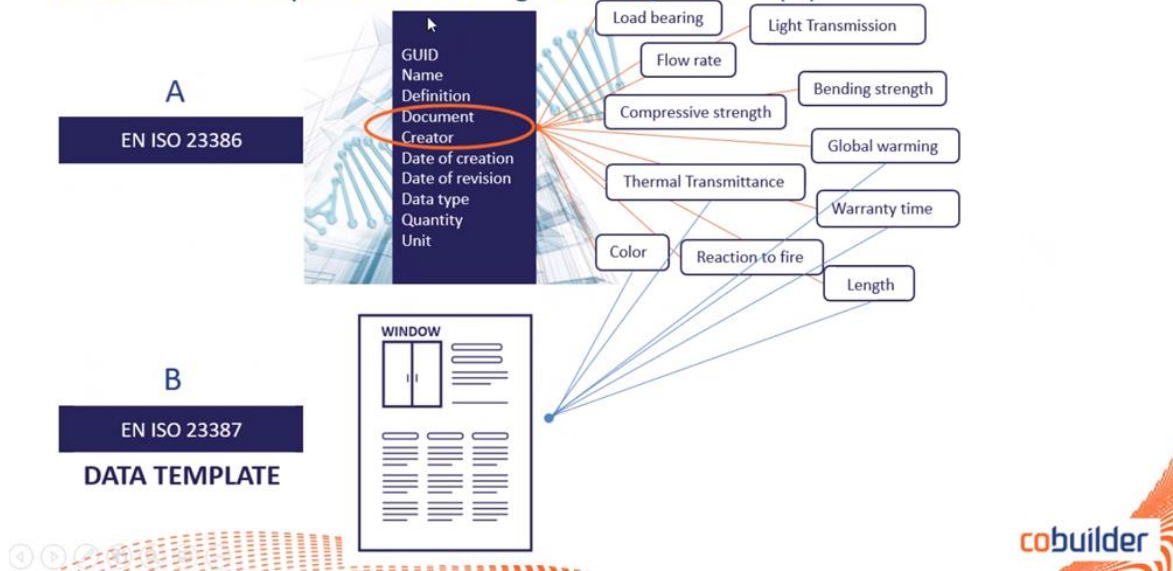 A
EN ISO 23386
GUID
Name
Definition
Document
Creator
Date of creation
Date of revision
Data type
Quantity
Unit
Load bearing
Light Transmission
Flow rate
Bending strength
Compressive strength
Global warming
Thermal Transmittance
Warranty time
Color
Reaction to fire
Length
B
EN ISO 23387
DATA TEMPLATE
WINDOW
cobuilder